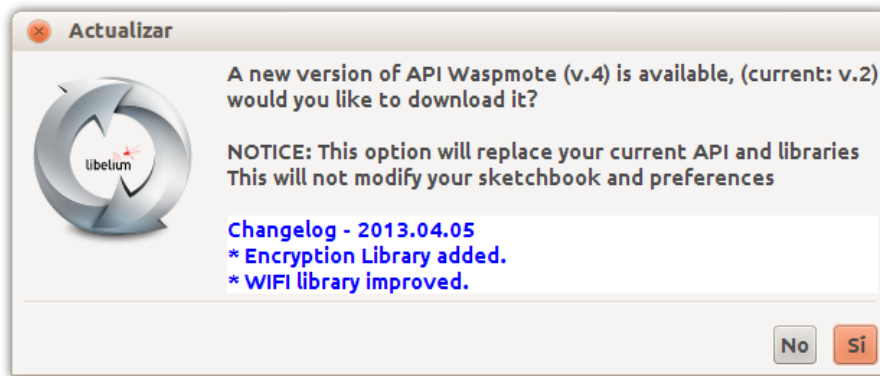 Actualizar
A new version of API Waspmote (v.4) is available, (current: v.2)
would you like to download it?
libelium
NOTICE: This option will replace your current API and libraries
This will not modify your sketchbook and preferences
Changelog - 2013.04.05
* Encryption Library added.
* WIFI library improved.
No
Sí